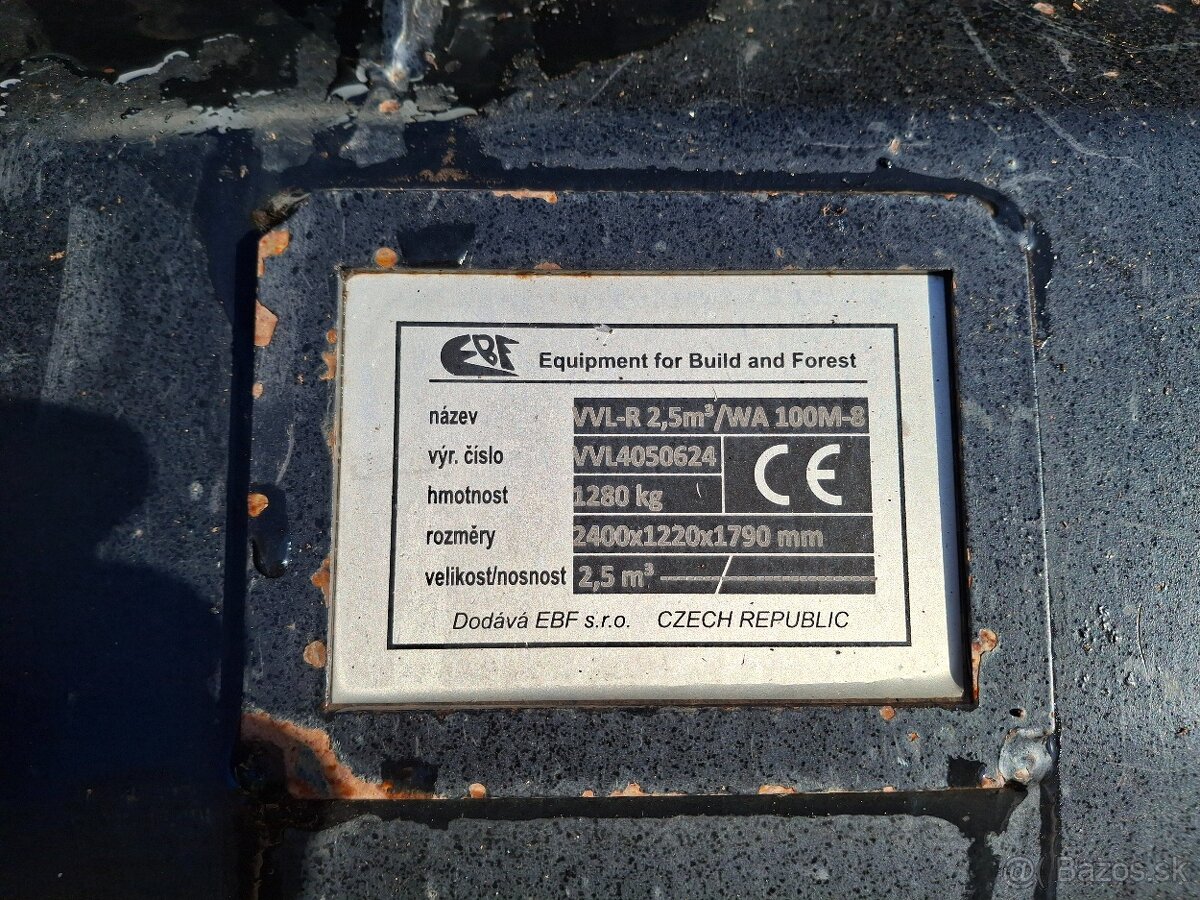 EBF Equipment for Build and Forest
název VVL-R 2,5m³/WA 100M-8
výr. číslo VVL4050624 CE
hmotnost 1280 kg
rozměry 2400x1220x1790 mm
velikost/nosnost 2,5 m³ /
Dodává EBF s.r.o. CZECH REPUBLIC
@ Bazos.sk